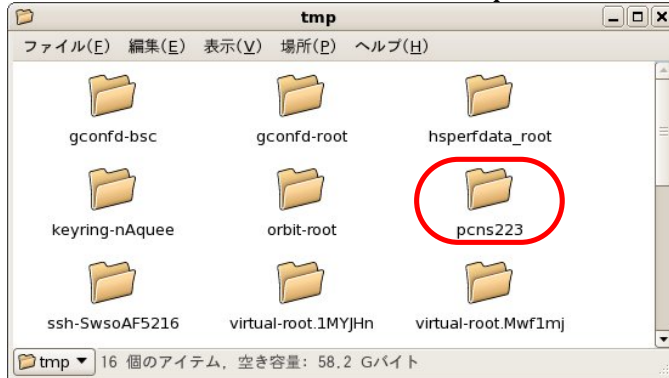 tmp
ファイル(F) 編集(E) 表示(V) 場所(P) ヘルプ(H)
gconfd-bsc gconfd-root hsperfdata_root
keyring-nAquee orbit-root pcns223
ssh-SwsoAF5216 virtual-root.1MYJHn virtual-root.Mwf1mj
tmp 16 個のアイテム, 空き容量: 58.2 Gバイト